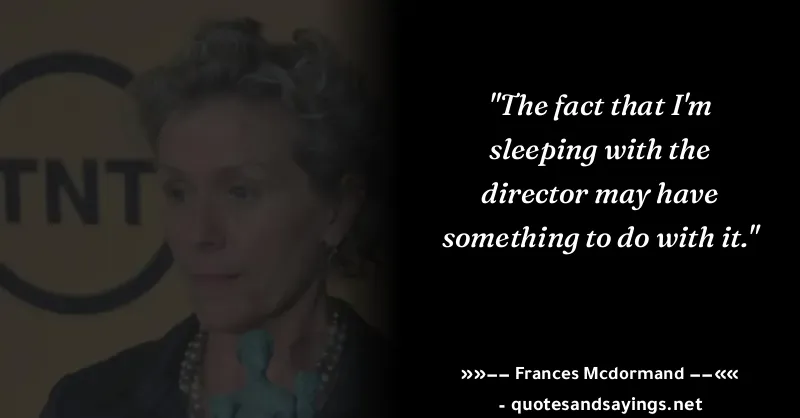 TNT
"The fact that I'm
sleeping with the
director may have
something to do with it."
»»−− Frances Mcdormand −−««
- quotesandsayings.net